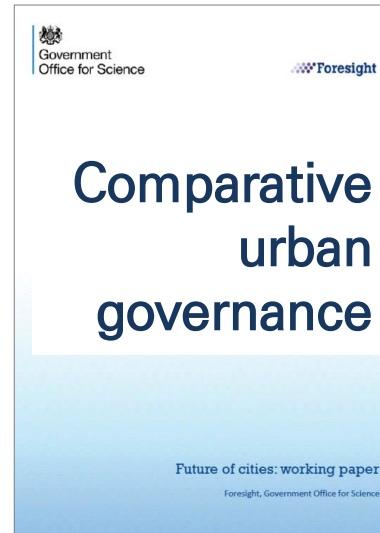 Government
Office for Science
Foresight
Comparative
urban
governance
Future of cities: working paper
Foresight, Government Office for Science